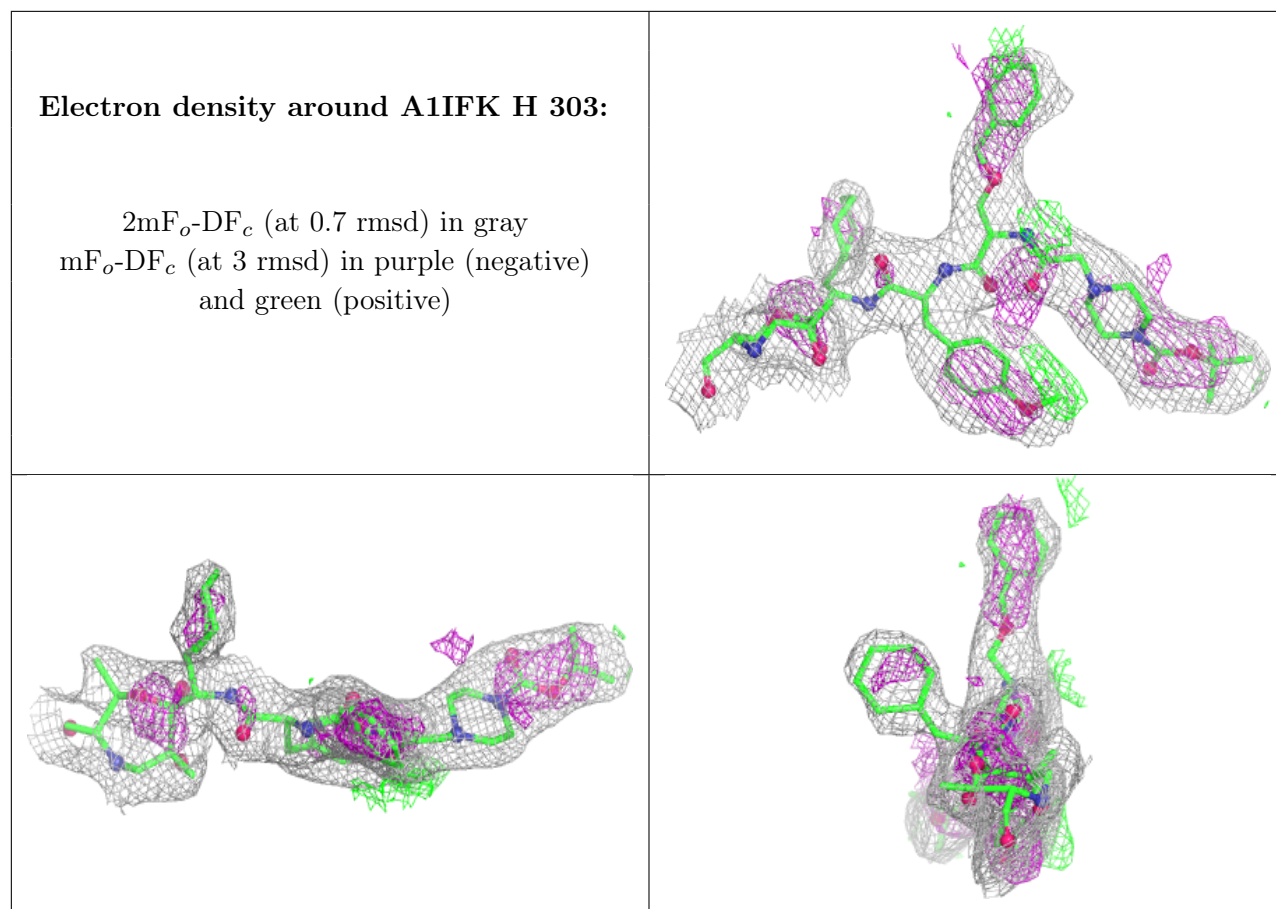 Electron density around A1IFK H 303:
2mFo-DFc (at 0.7 rmsd) in gray
mFo-DFc (at 3 rmsd) in purple (negative)
and green (positive)